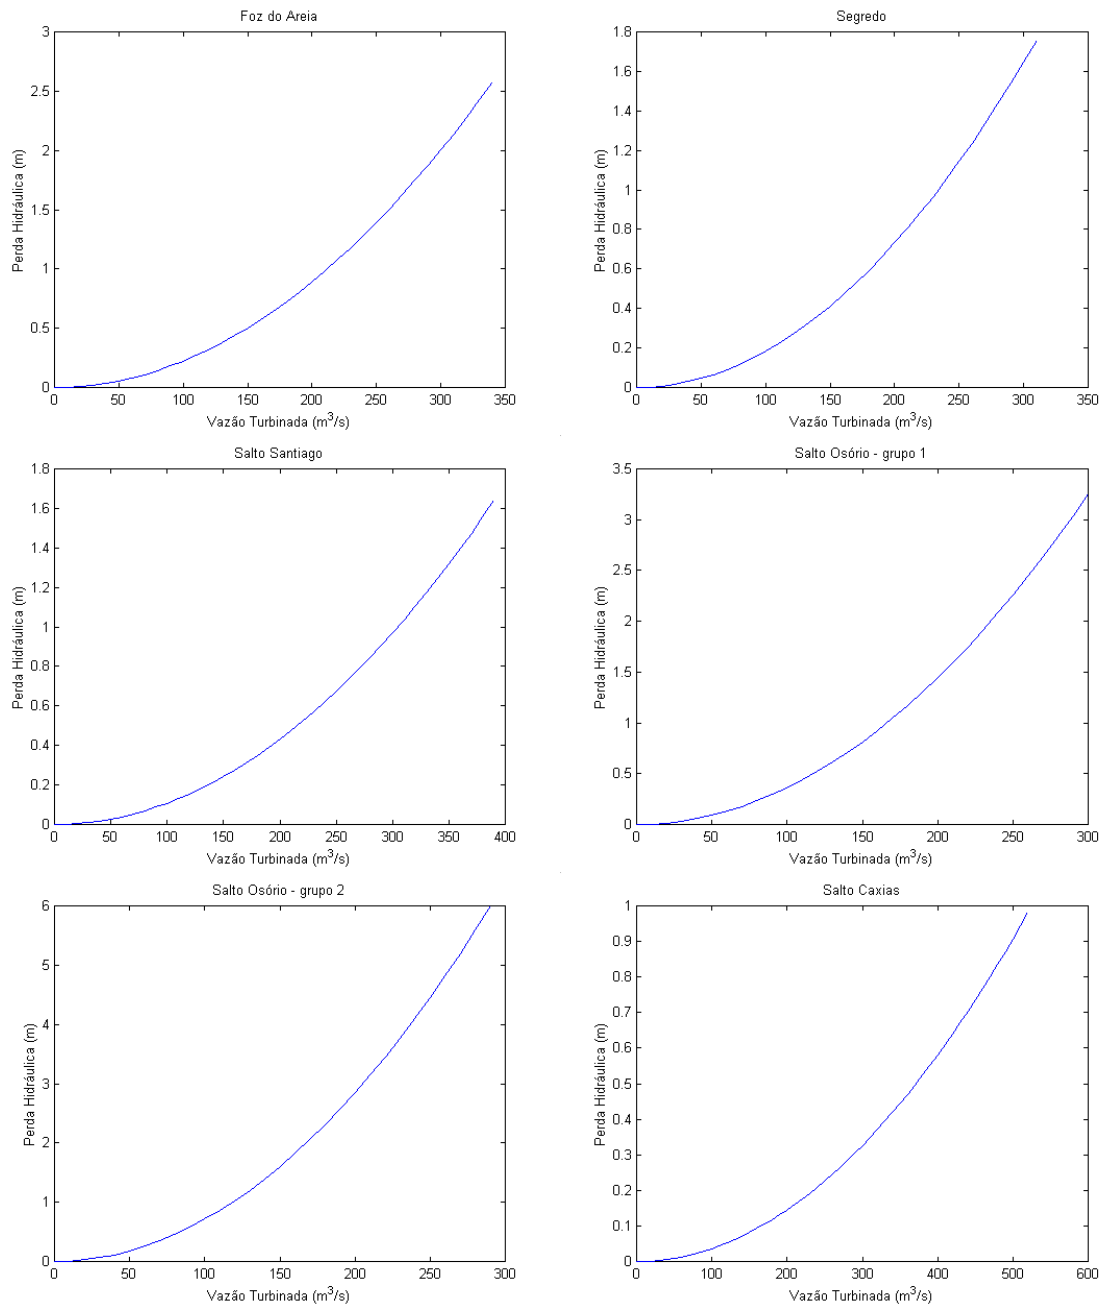 Foz do Areia
3
2.5
2
1.5
1
0.5
0
Perda Hidráulica (m)
0 50 100 150 200 250 300 350
Vazão Turbinada (m³/s)
Segredo
1.8
1.6
1.4
1.2
1
0.8
0.6
0.4
0.2
0
Perda Hidráulica (m)
0 50 100 150 200 250 300 350
Vazão Turbinada (m³/s)
Salto Santiago
1.8
1.6
1.4
1.2
1
0.8
0.6
0.4
0.2
0
Perda Hidráulica (m)
0 50 100 150 200 250 300 350 400
Vazão Turbinada (m³/s)
Salto Osório - grupo 1
3.5
3
2.5
2
1.5
1
0.5
0
Perda Hidráulica (m)
0 50 100 150 200 250 300
Vazão Turbinada (m³/s)
Salto Osório - grupo 2
6
5
4
3
2
1
0
Perda Hidráulica (m)
0 50 100 150 200 250 300
Vazão Turbinada (m³/s)
Salto Caxias
1
0.9
0.8
0.7
0.6
0.5
0.4
0.3
0.2
0.1
0
Perda Hidráulica (m)
0 100 200 300 400 500 600
Vazão Turbinada (m³/s)